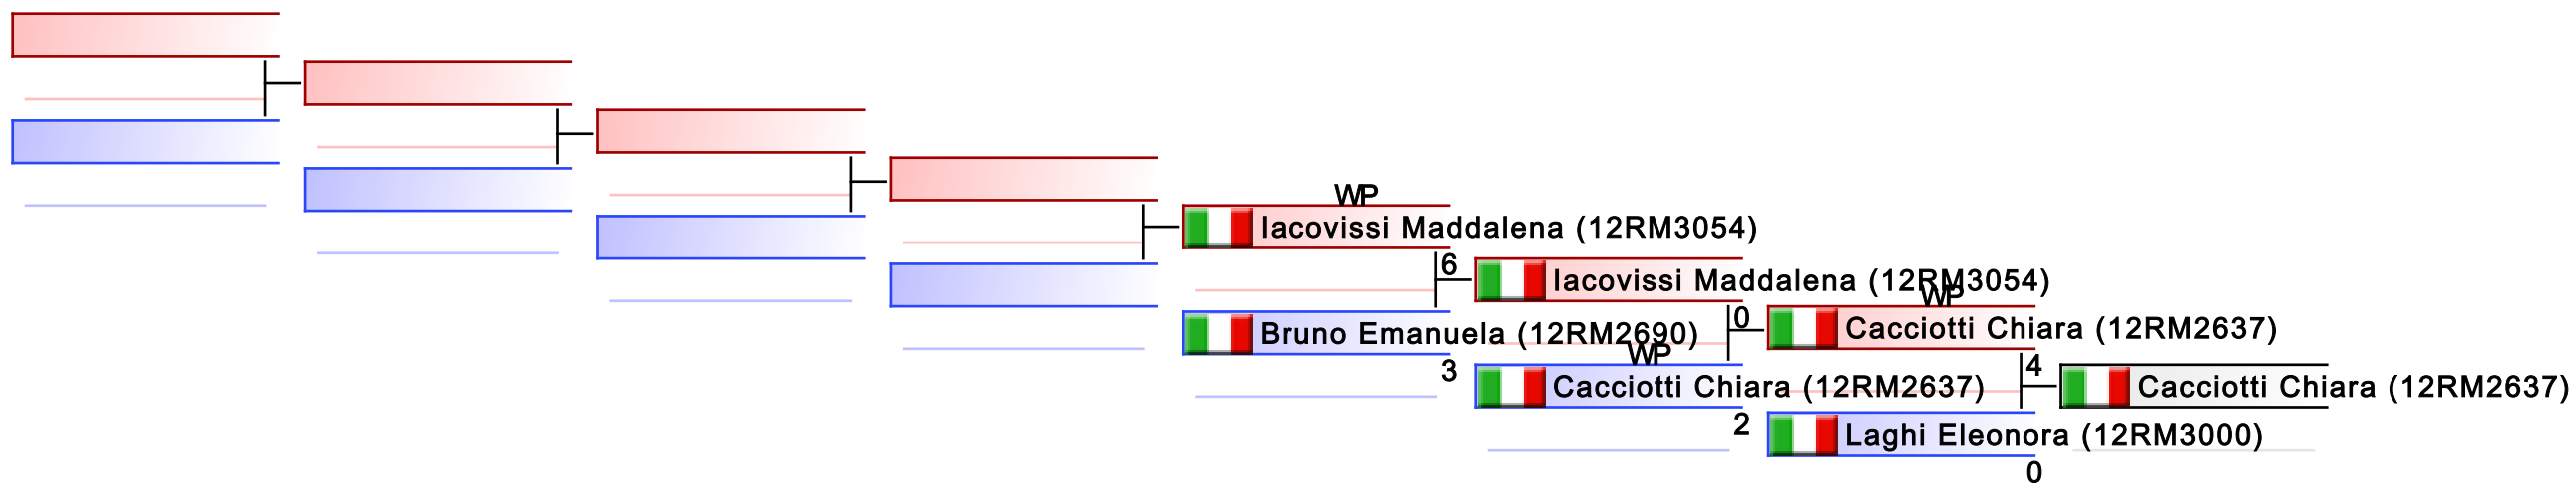 WP
Iacovissi Maddalena (12RM3054)
6
Iacovissi Maddalena (12RM3054)
WP
Bruno Emanuela (12RM2690)
3
0
Cacciotti Chiara (12RM2637)
WP
Cacciotti Chiara (12RM2637)
2
4
Cacciotti Chiara (12RM2637)
Laghi Eleonora (12RM3000)
0